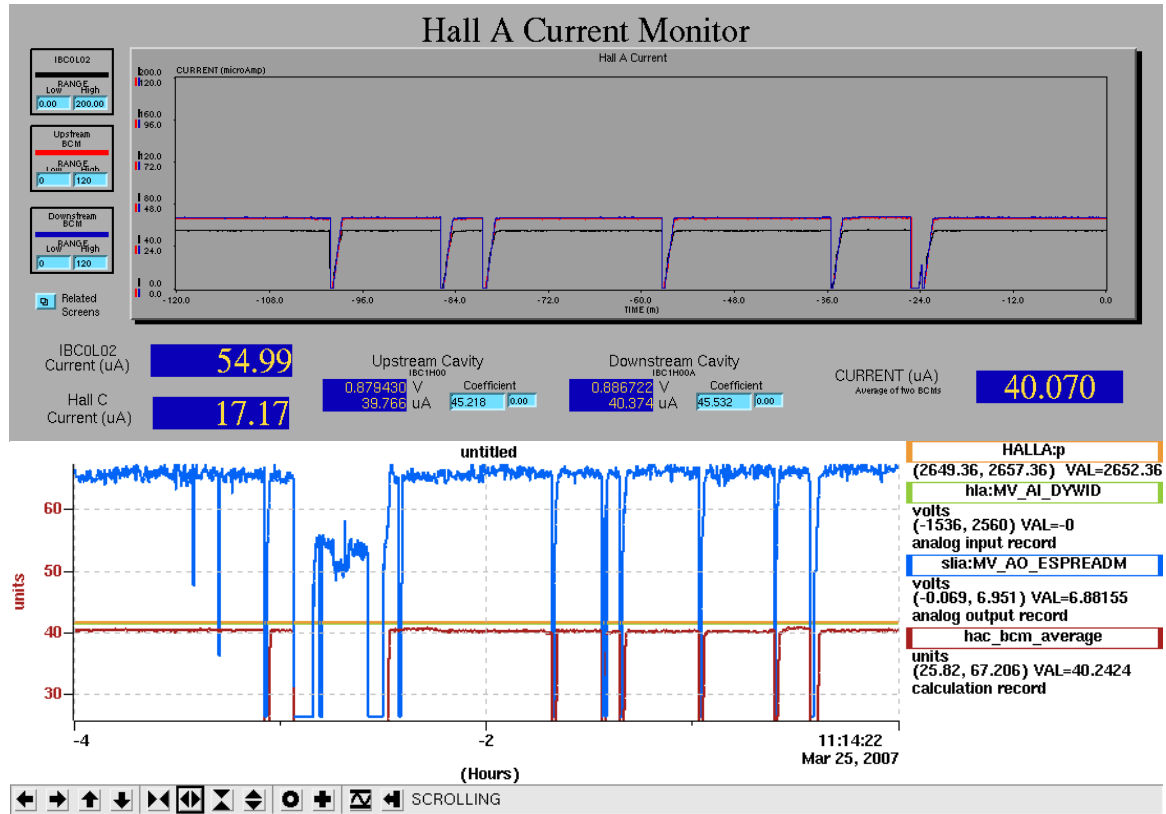 Hall A Current Monitor
Hall A Current
IBC0L02
RANGE
Low High
0.00 200.00
Upstream
BCM
RANGE
Low High
0 120
Downstream
BCM
RANGE
Low High
0 120
Related
Screens
CURRENT (microAmp)
200.0
120.0
160.0
96.0
120.0
72.0
80.0
48.0
40.0
24.0
0.0
0.0
-120.0 -108.0 -96.0 -84.0 -72.0 -60.0 -48.0 -36.0 -24.0 -12.0 0.0
TIME (m)
IBC0L02
Current (uA)
54.99
Hall C
Current (uA)
17.17
Upstream Cavity
IBC1H00
0.879430 V
39.766 uA
Coefficient
45.218 0.00
Downstream Cavity
IBC1H00A
0.886722 V
40.374 uA
Coefficient
45.532 0.00
CURRENT (uA)
Average of two BCMs
40.070
untitled
units
60
50
40
30
-4 -2 11:14:22
Mar 25, 2007
(Hours)
HALLA:p
(2649.36, 2657.36) VAL=2652.36
hla:MV_AI_DYWID
volts
(-1536, 2560) VAL=-0
analog input record
slia:MV_AO_ESPREADM
volts
(-0.069, 6.951) VAL=6.88155
analog output record
hac_bcm_average
units
(25.82, 67.206) VAL=40.2424
calculation record
SCROLLING